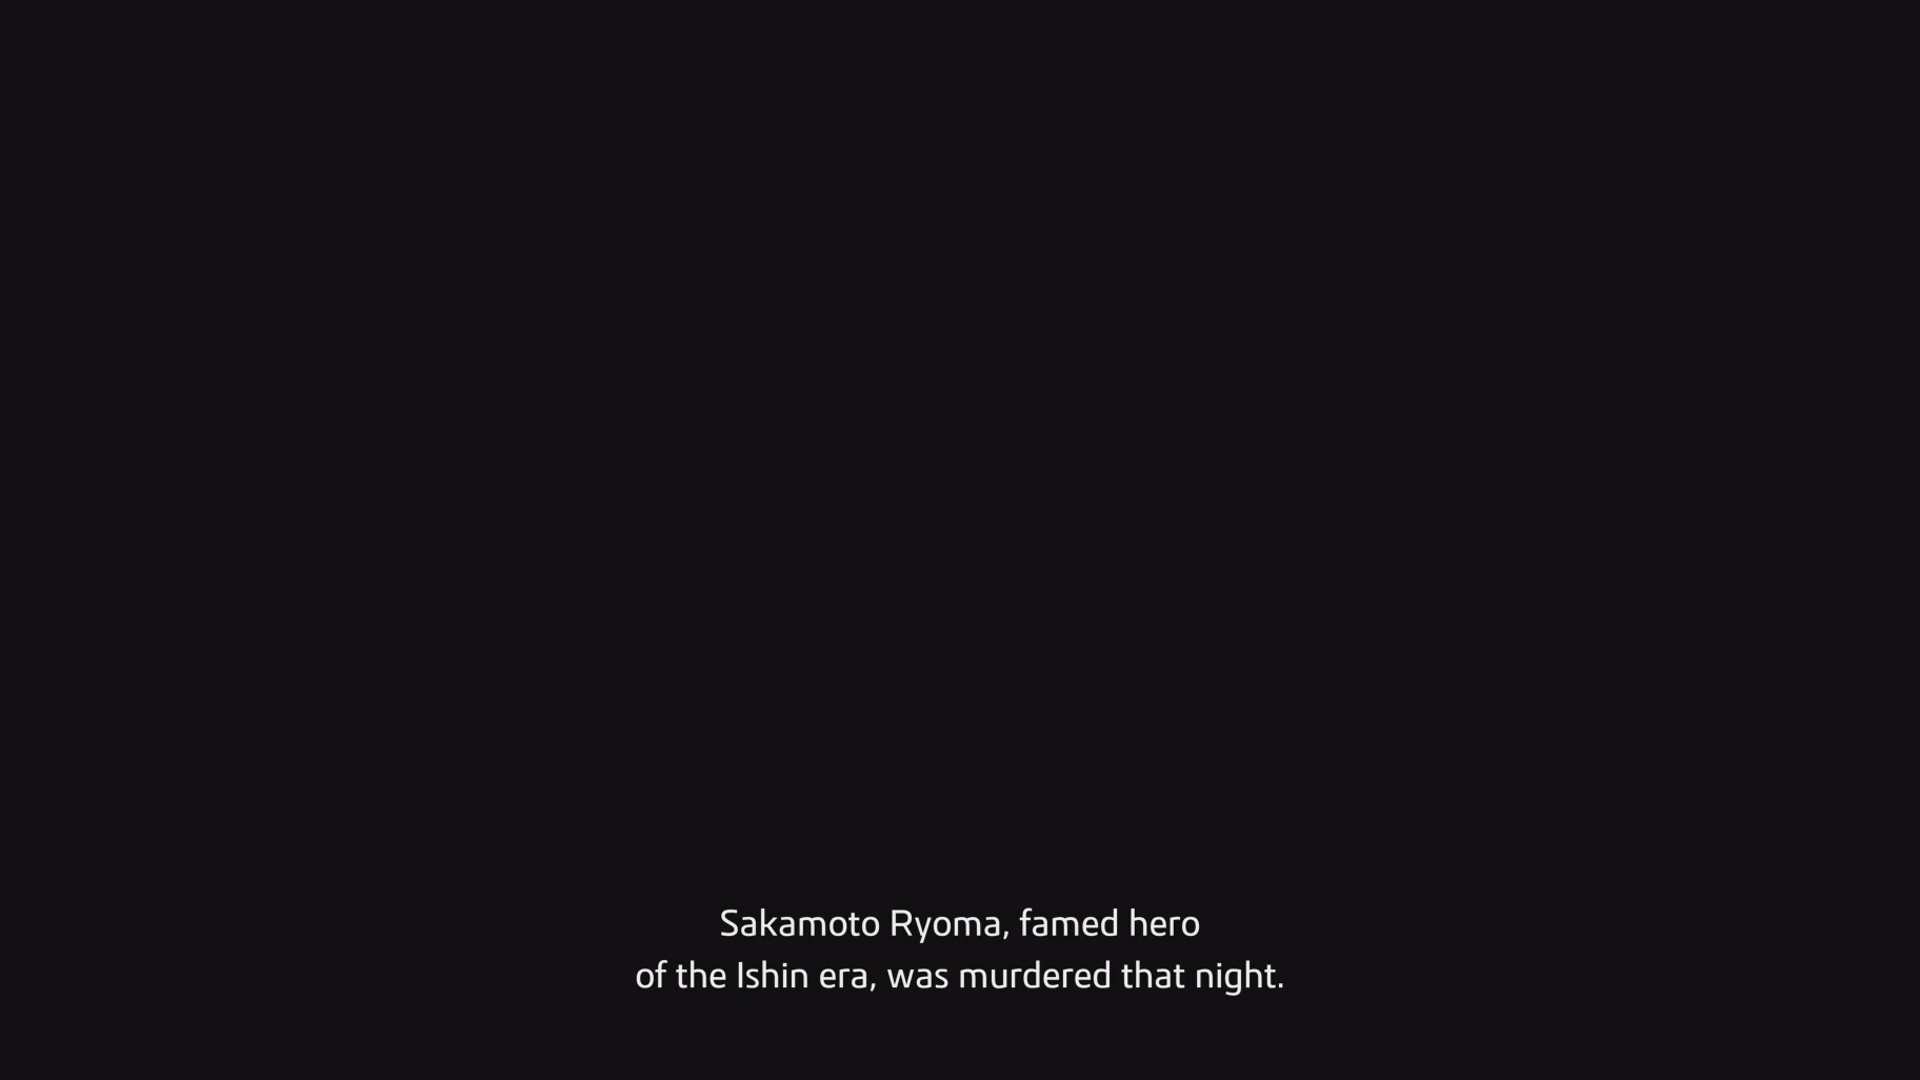 Sakamoto Ryoma, famed hero
of the Ishin era, was murdered that night.